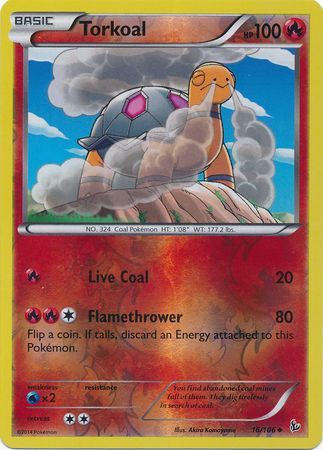 BASIC
Torkoal
HP100
NO. 324 Coal Pokémon HT: 1'08" WT: 177.2 lbs.
Live Coal 20
Flamethrower 80
Flip a coin. If tails, discard an Energy attached to this
Pokémon.
weakness
resistance
×2
retreat
You find abandoned coal mines
full of them. They dig tirelessly
in search of coal.
Illus. Akira Komayama
16/106
©2014 Pokémon